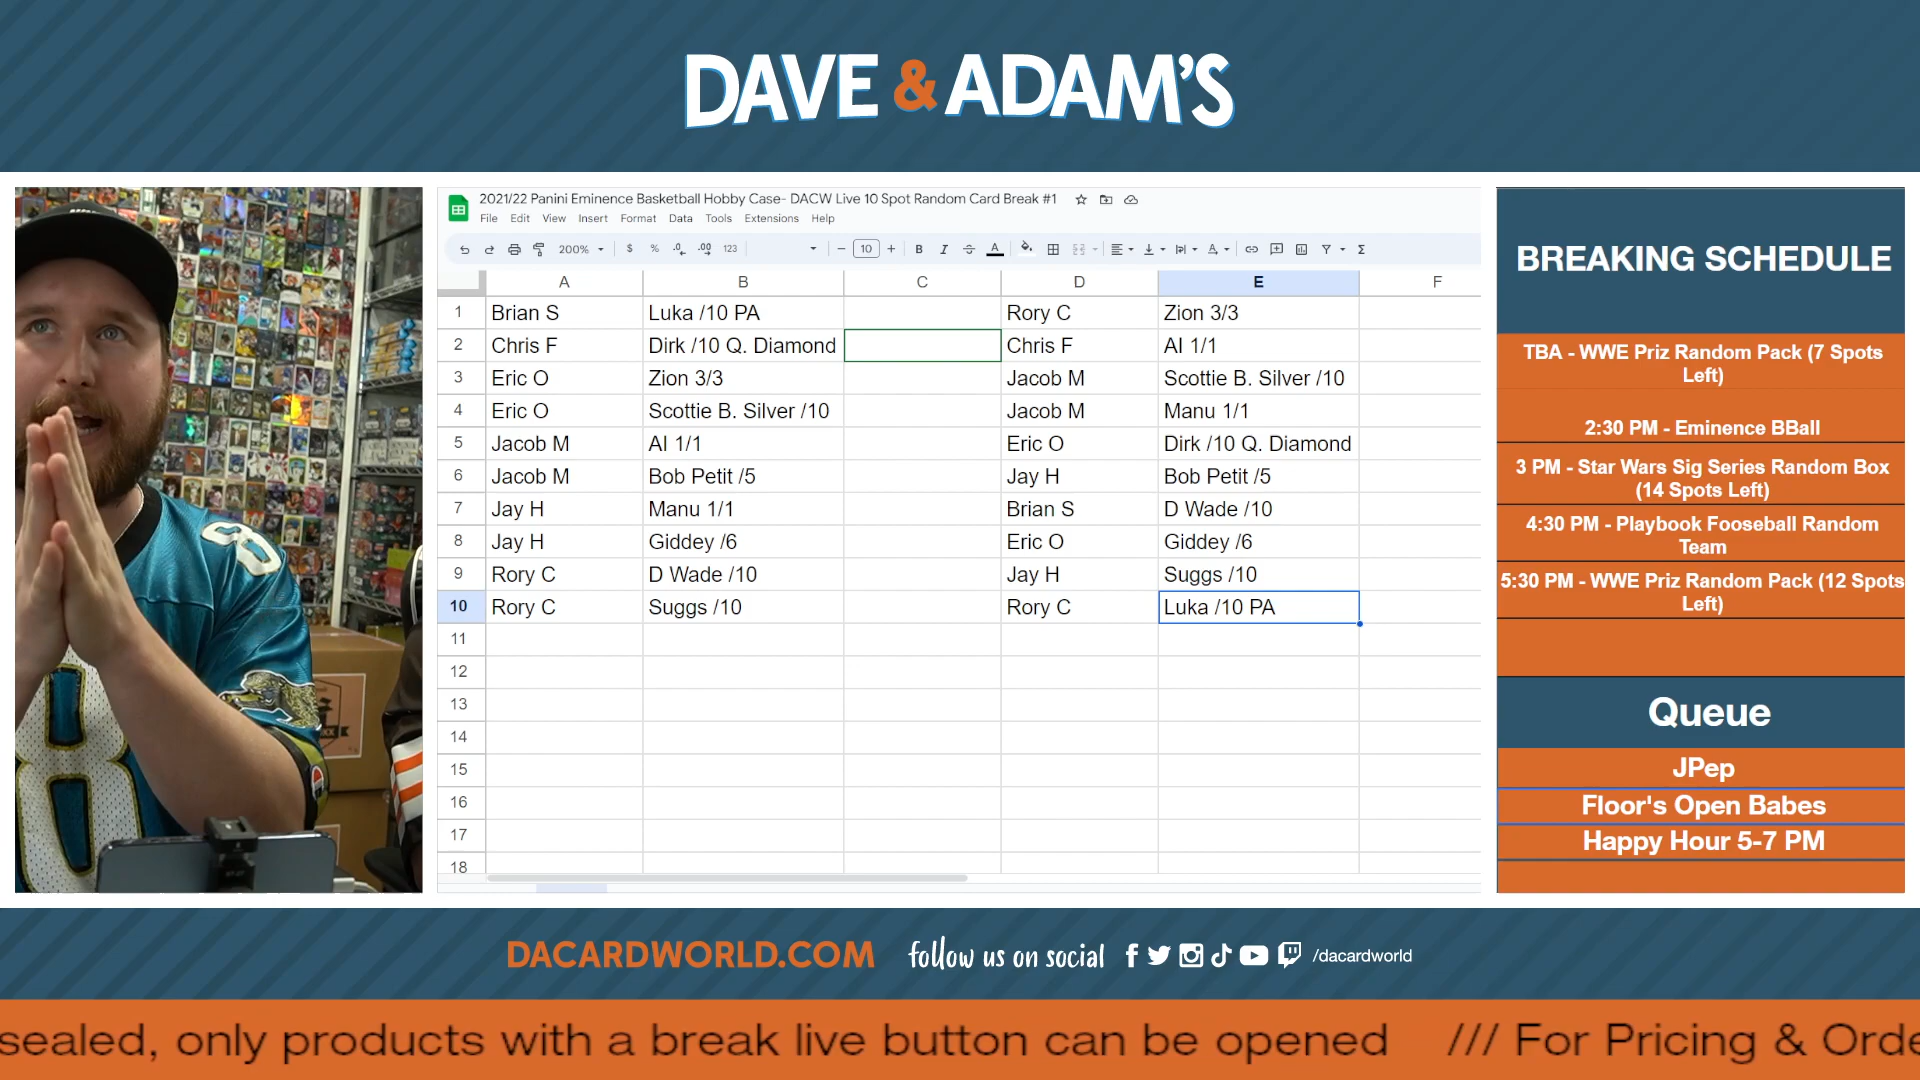 DAVE & ADAM'S
2021/22 Panini Eminence Basketball Hobby Case- DACW Live 10 Spot Random Card Break #1
File Edit View Insert Format Data Tools Extensions Help
200% $ % .0 .00 123 10 B I A
A B C D E F
1 Brian S Luka /10 PA Rory C Zion 3/3
2 Chris F Dirk /10 Q. Diamond Chris F AI 1/1
3 Eric O Zion 3/3 Jacob M Scottie B. Silver /10
4 Eric O Scottie B. Silver /10 Jacob M Manu 1/1
5 Jacob M AI 1/1 Eric O Dirk /10 Q. Diamond
6 Jacob M Bob Petit /5 Jay H Bob Petit /5
7 Jay H Manu 1/1 Brian S D Wade /10
8 Jay H Giddey /6 Eric O Giddey /6
9 Rory C D Wade /10 Jay H Suggs /10
10 Rory C Suggs /10 Rory C Luka /10 PA
11
12
13
14
15
16
17
18
BREAKING SCHEDULE
TBA - WWE Priz Random Pack (7 Spots
Left)
2:30 PM - Eminence BBall
3 PM - Star Wars Sig Series Random Box
(14 Spots Left)
4:30 PM - Playbook Fooseball Random
Team
5:30 PM - WWE Priz Random Pack (12 Spots
Left)
Queue
JPep
Floor's Open Babes
Happy Hour 5-7 PM
8
8
DACARDWORLD.COM follow us on social /dacardworld
sealed, only products with a break live button can be opened /// For Pricing & Orde